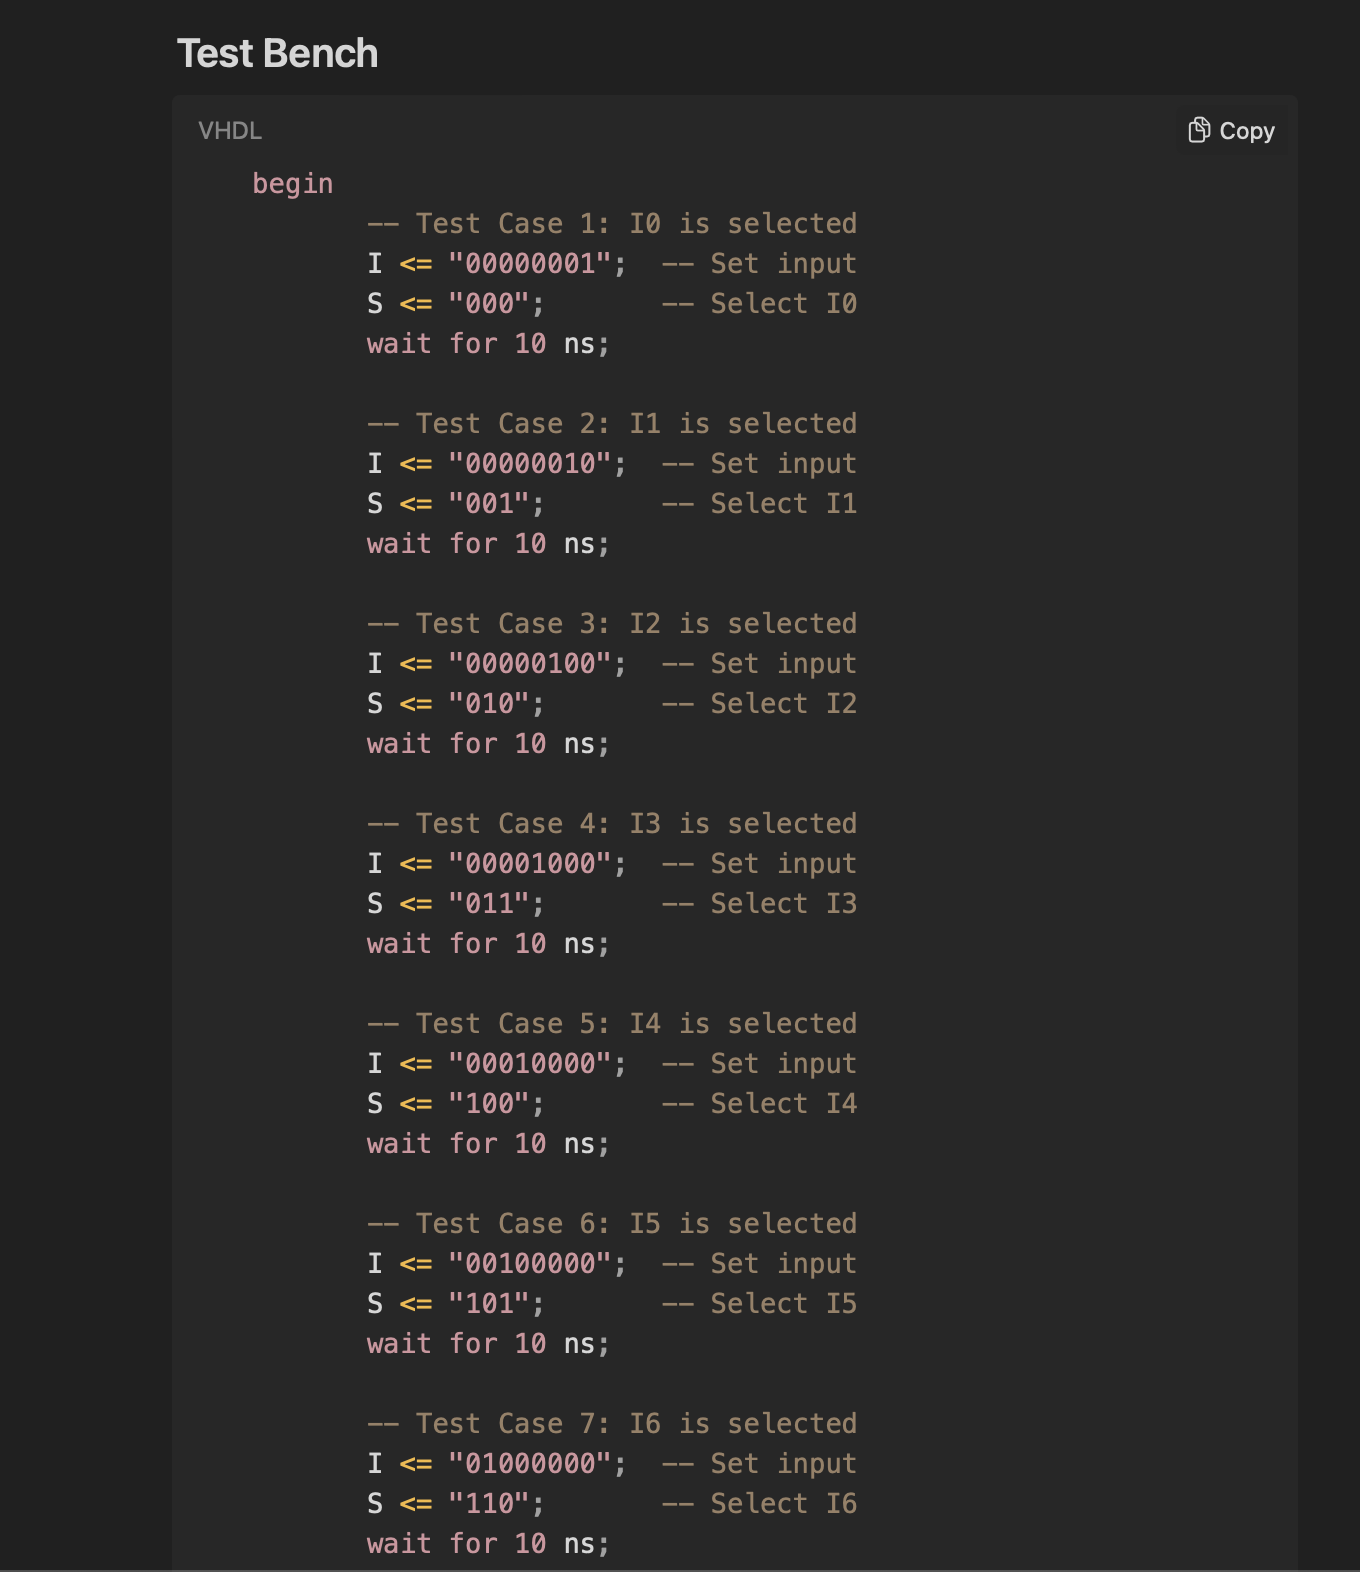 Test Bench
VHDL
Copy
begin
-- Test Case 1: I0 is selected
I <= "00000001";  -- Set input
S <= "000";       -- Select I0
wait for 10 ns;
-- Test Case 2: I1 is selected
I <= "00000010";  -- Set input
S <= "001";       -- Select I1
wait for 10 ns;
-- Test Case 3: I2 is selected
I <= "00000100";  -- Set input
S <= "010";       -- Select I2
wait for 10 ns;
-- Test Case 4: I3 is selected
I <= "00001000";  -- Set input
S <= "011";       -- Select I3
wait for 10 ns;
-- Test Case 5: I4 is selected
I <= "00010000";  -- Set input
S <= "100";       -- Select I4
wait for 10 ns;
-- Test Case 6: I5 is selected
I <= "00100000";  -- Set input
S <= "101";       -- Select I5
wait for 10 ns;
-- Test Case 7: I6 is selected
I <= "01000000";  -- Set input
S <= "110";       -- Select I6
wait for 10 ns;